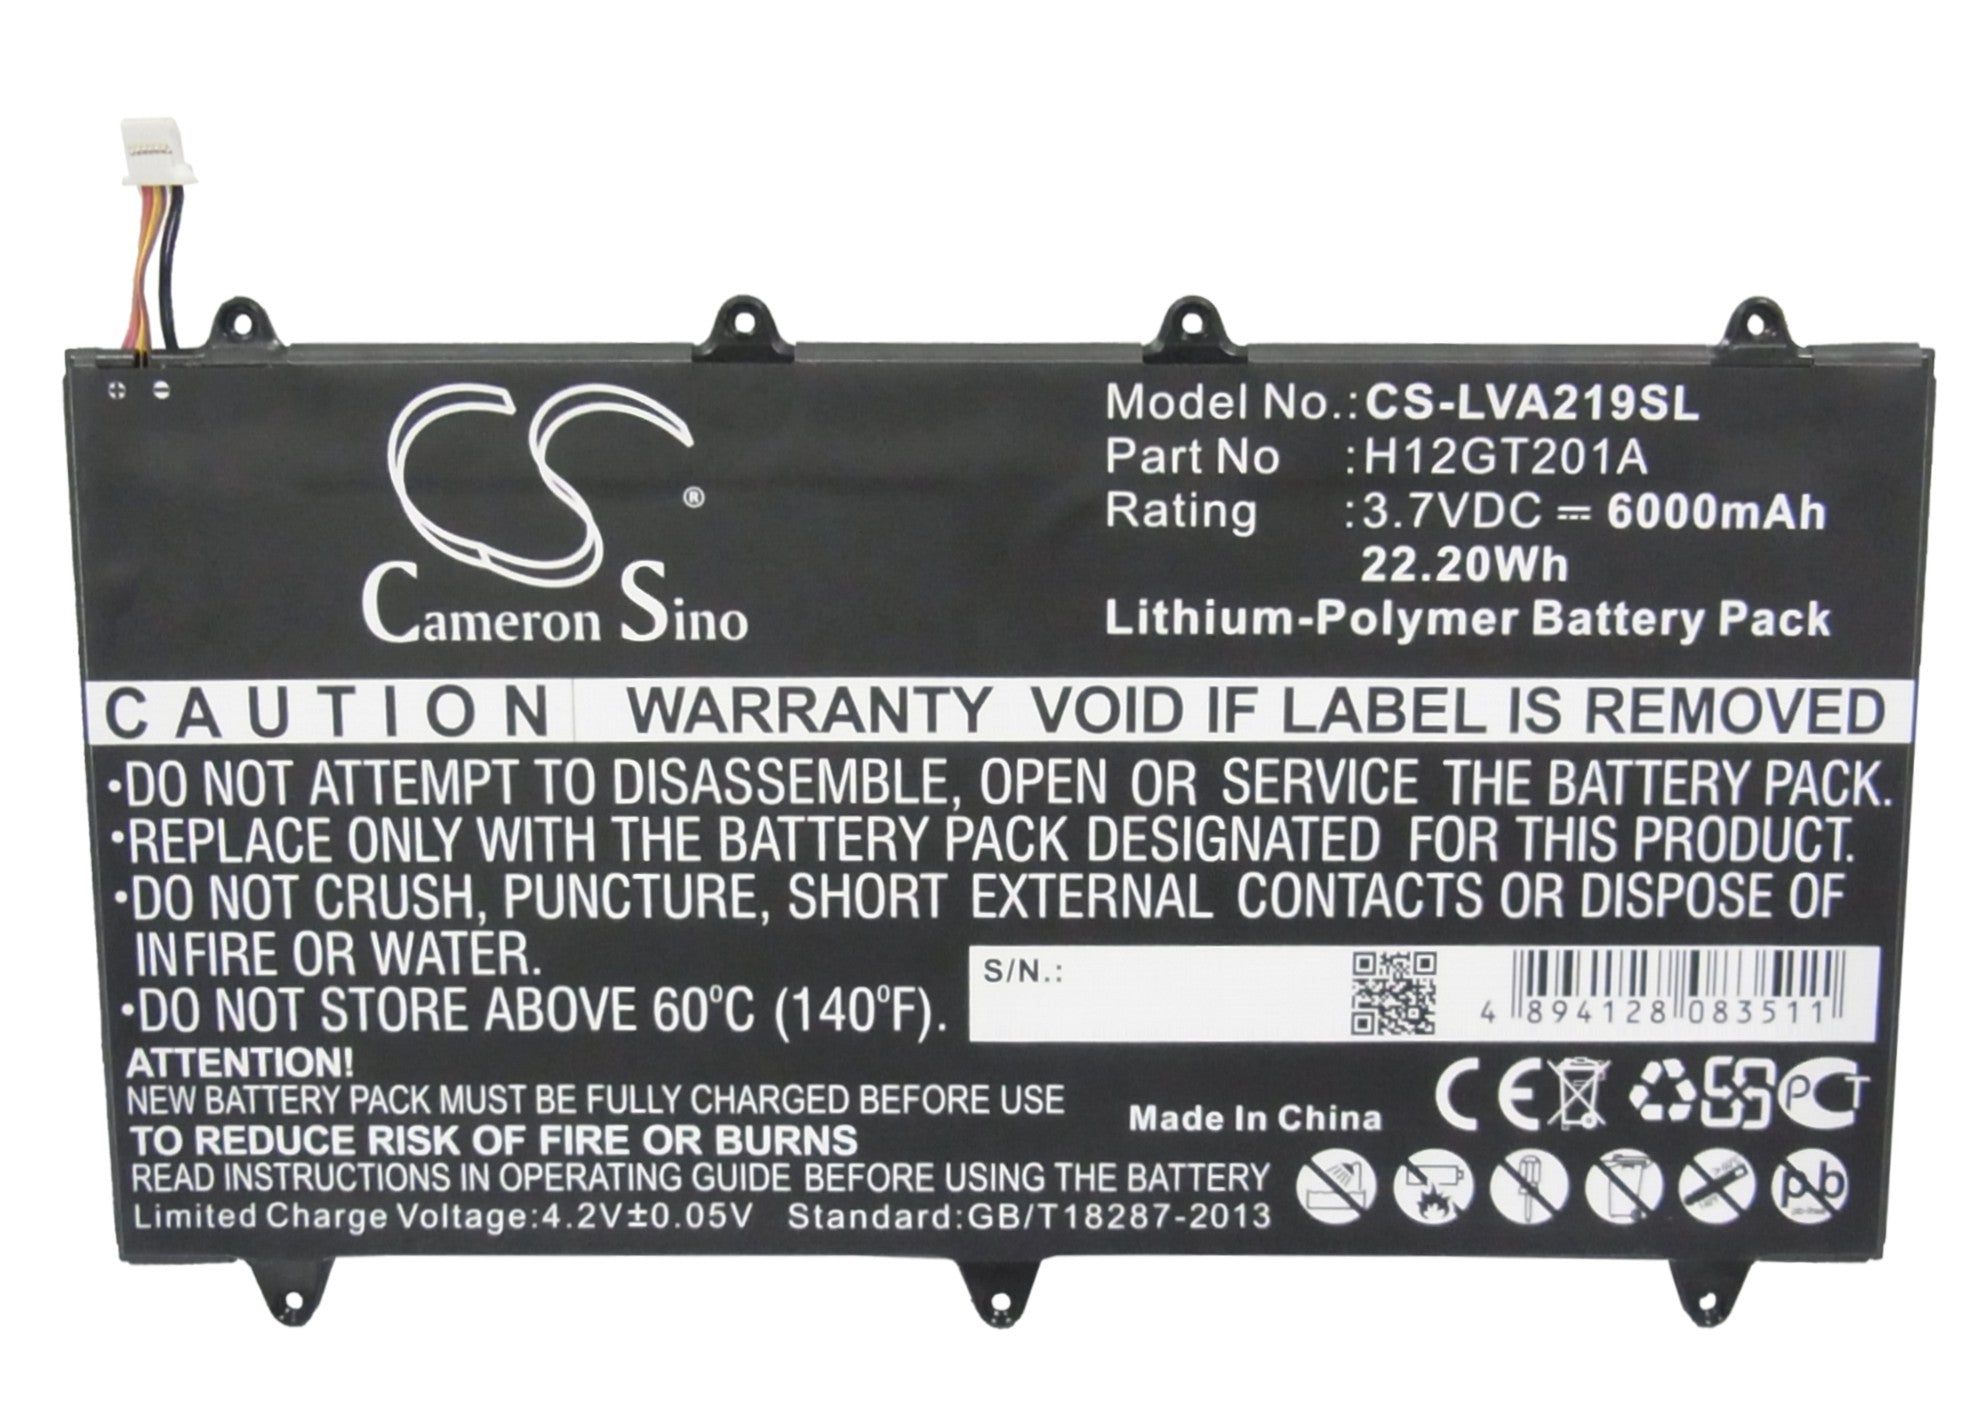 Model No.:CS-LVA219SL
Part No :H12GT201A
Rating :3.7VDC ⎓ 6000mAh
22.20Wh
Lithium-Polymer Battery Pack
CS ®
Cameron Sino
CAUTION WARRANTY VOID IF LABEL IS REMOVED
•DO NOT ATTEMPT TO DISASSEMBLE, OPEN OR SERVICE THE BATTERY PACK.
•REPLACE ONLY WITH THE BATTERY PACK DESIGNATED FOR THIS PRODUCT.
•DO NOT CRUSH, PUNCTURE, SHORT EXTERNAL CONTACTS OR DISPOSE OF
INFIRE OR WATER.
•DO NOT STORE ABOVE 60°C (140°F).
S/N.:
4 894128 083511
ATTENTION!
NEW BATTERY PACK MUST BE FULLY CHARGED BEFORE USE
TO REDUCE RISK OF FIRE OR BURNS
READ INSTRUCTIONS IN OPERATING GUIDE BEFORE USING THE BATTERY
Limited Charge Voltage:4.2V±0.05V Standard:GB/T18287-2013
Made In China
CE PCT
pb